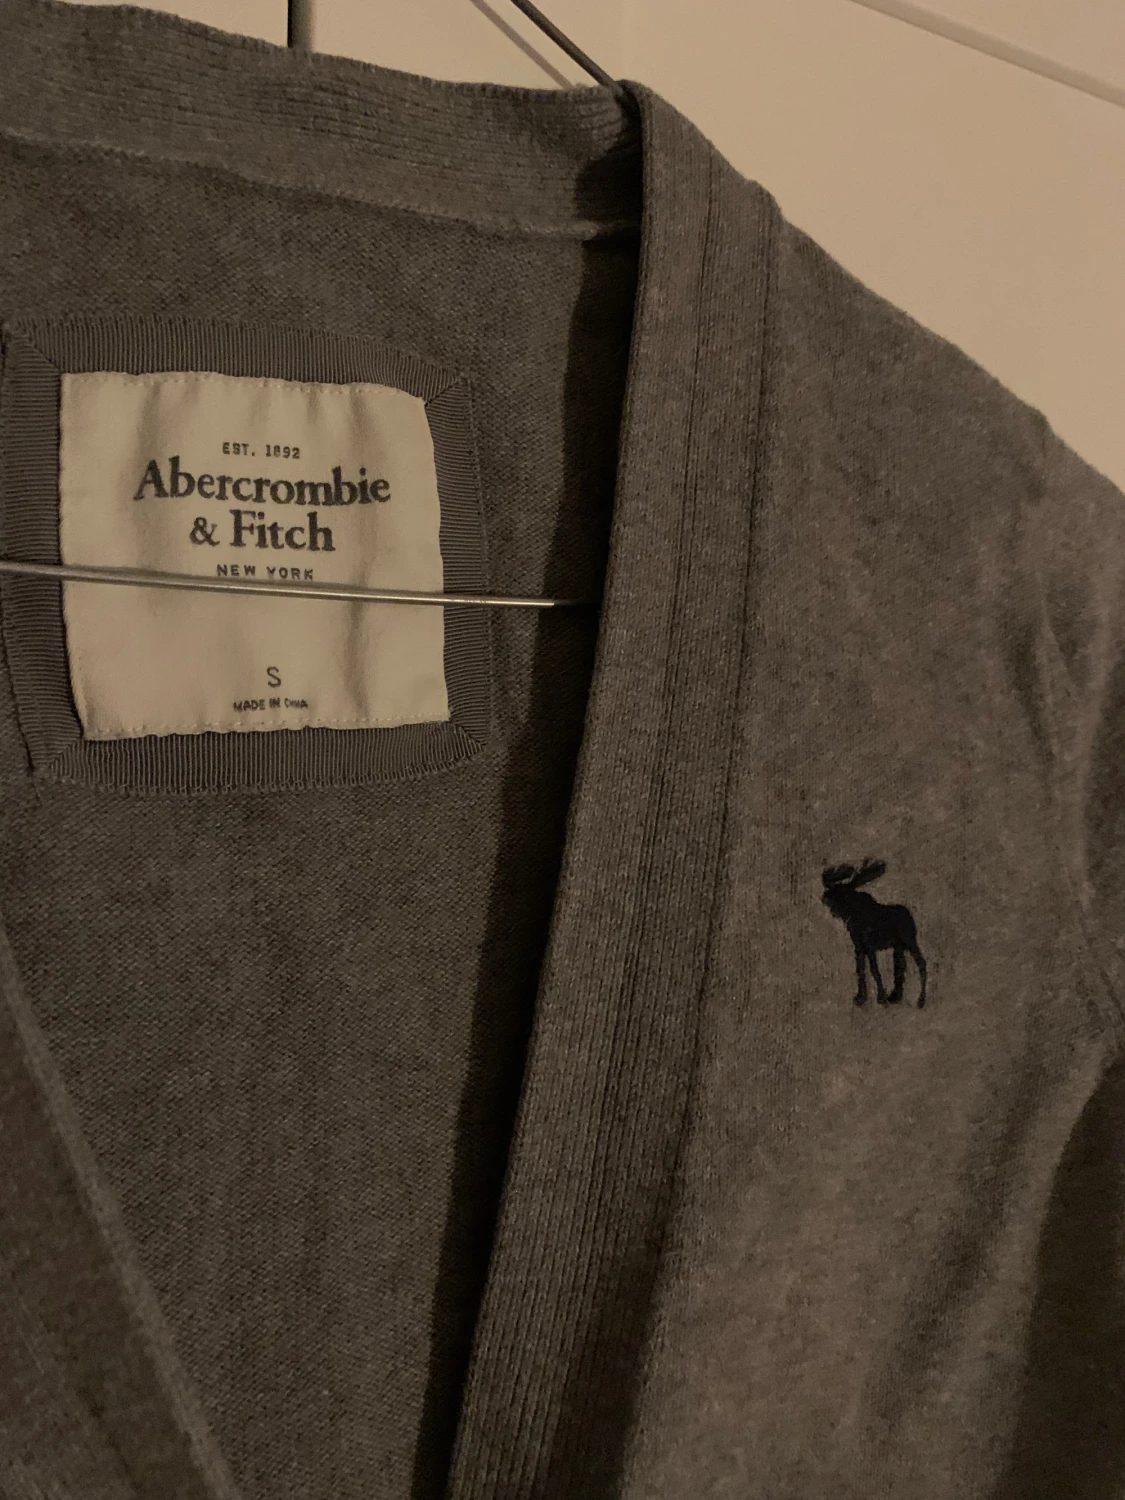 EST. 1892
Abercrombie
& Fitch
NEW YORK
S
MADE IN CHINA